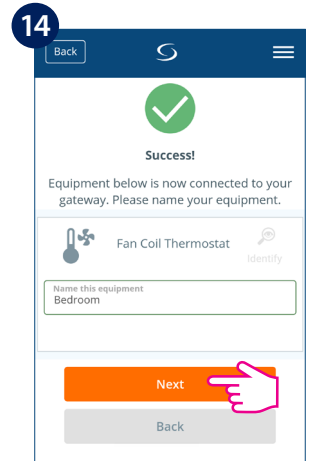 14
Back
Success!
Equipment below is now connected to your
gateway. Please name your equipment.
Fan Coil Thermostat
Identify
Name this equipment
Bedroom
Next
Back